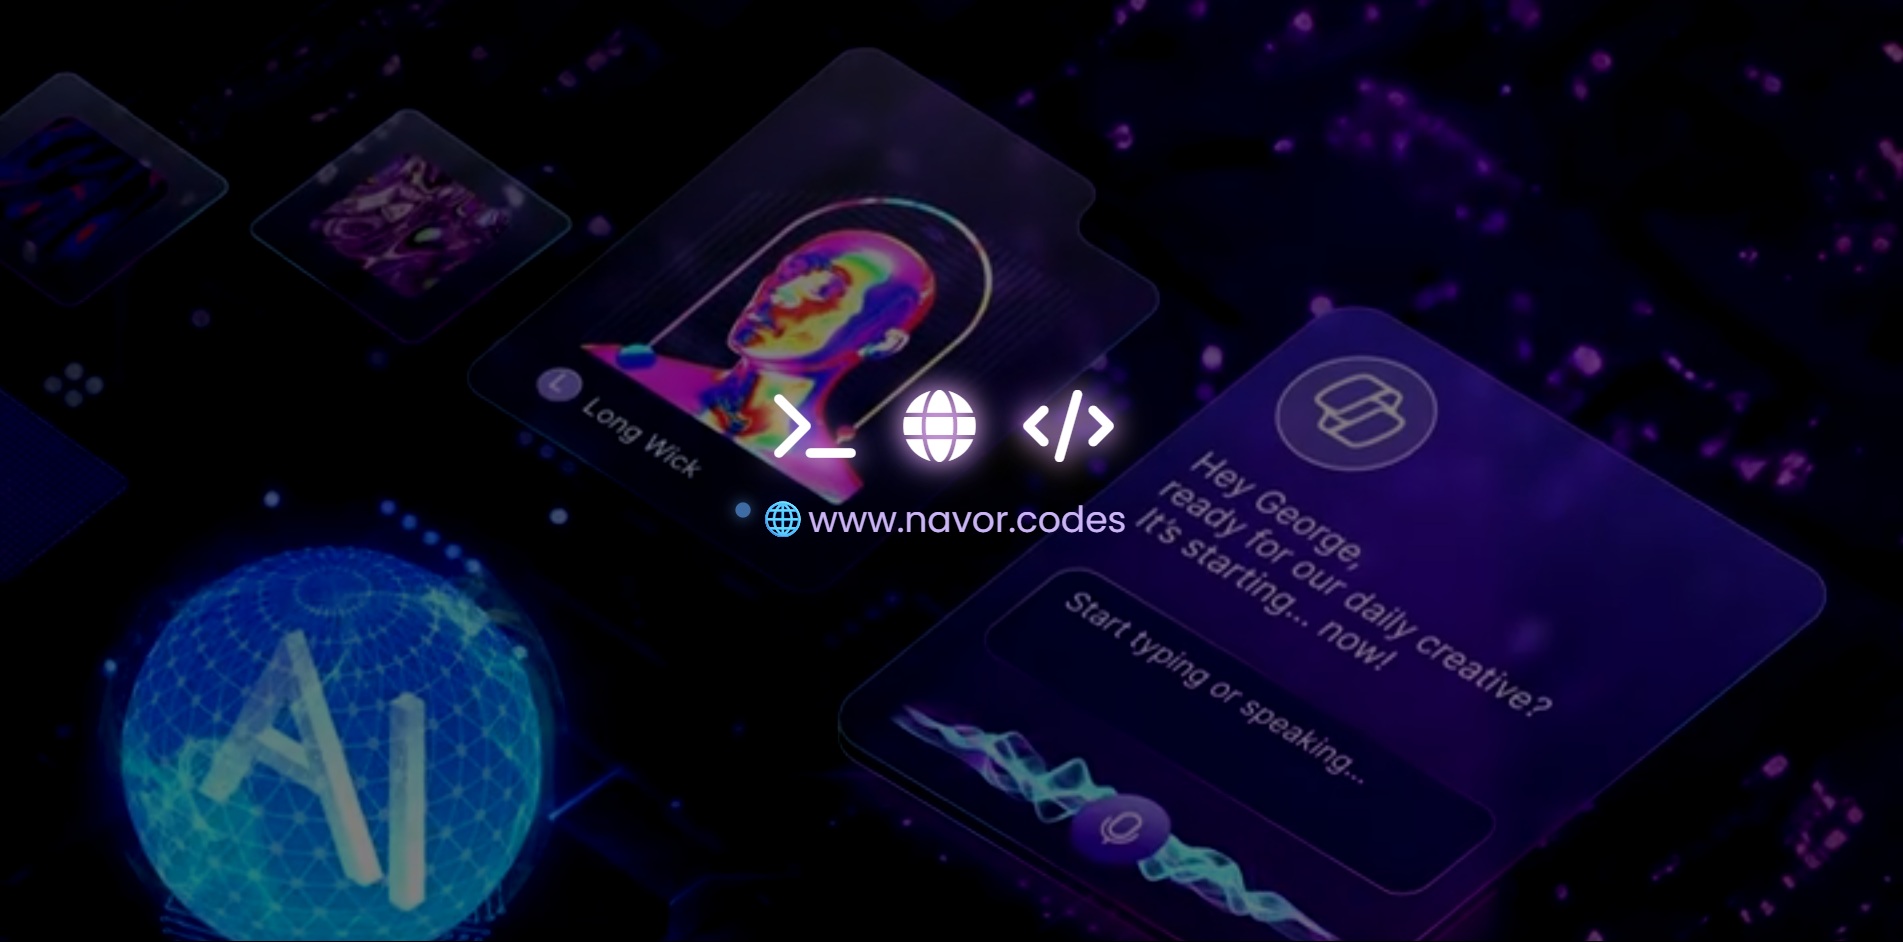 L
Long Wick
www.navor.codes
Hey George,
ready for our daily creative?
It's starting... now!
Start typing or speaking...
AI